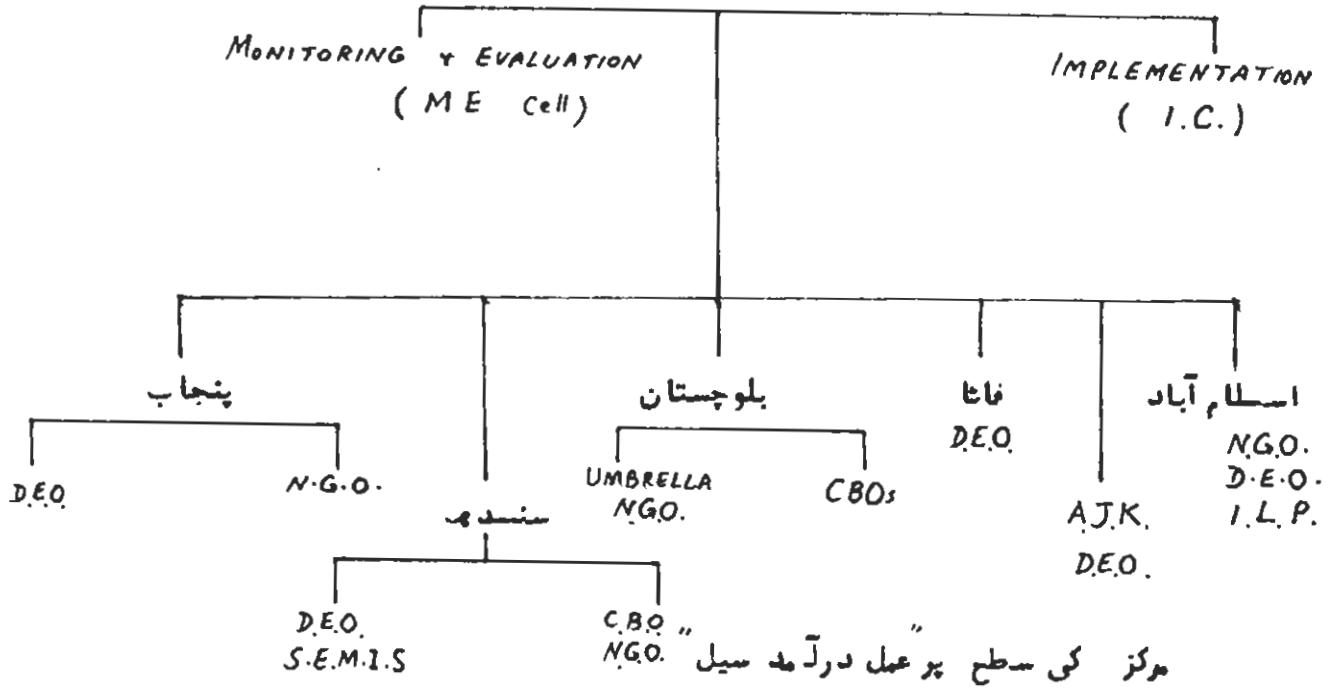 MONITORING & EVALUATION
( M E Cell )
IMPLEMENTATION
( I.C. )
پنجاب
D.E.O.
N.G.O.
سندھ
D.E.O.
S.E.M.I.S
C.B.O
N.G.O.
بلوچستان
UMBRELLA
N.G.O.
CBOs
فاٹا
D.E.O.
A.J.K.
D.E.O.
اسلام آباد
N.G.O.
D.E.O.
I.L.P.
مرکز کی سطح پر "عمل درآمد سیل"